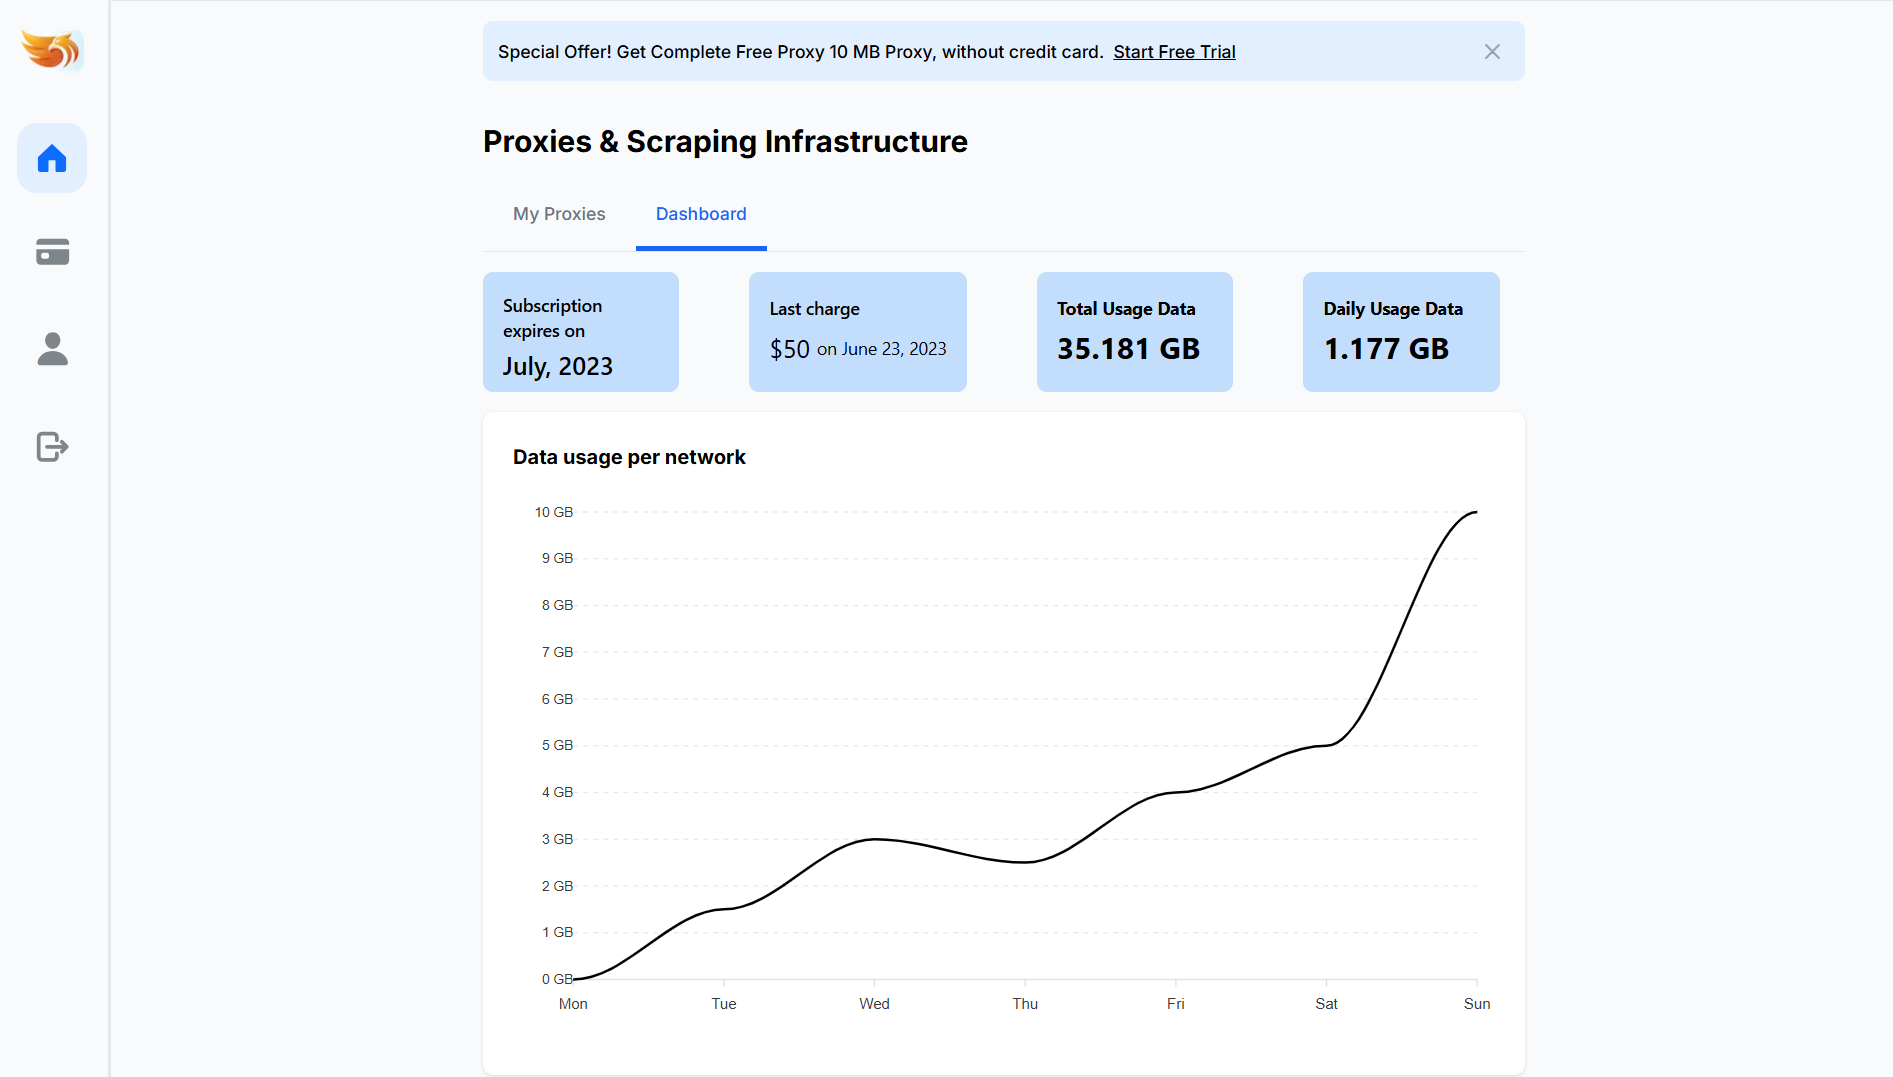 Special Offer! Get Complete Free Proxy 10 MB Proxy, without credit card. Start Free Trial
Proxies & Scraping Infrastructure
My Proxies
Dashboard
Subscription
expires on
July, 2023
Last charge
$50 on June 23, 2023
Total Usage Data
35.181 GB
Daily Usage Data
1.177 GB
Data usage per network
10 GB
9 GB
8 GB
7 GB
6 GB
5 GB
4 GB
3 GB
2 GB
1 GB
0 GB
Mon Tue Wed Thu Fri Sat Sun